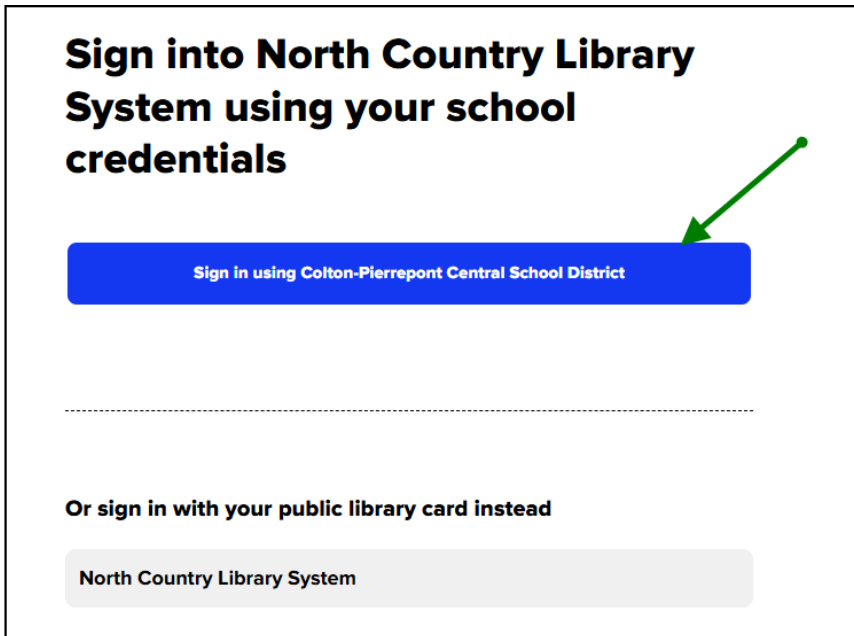 Sign into North Country Library
System using your school
credentials
Sign in using Colton-Pierrepont Central School District
Or sign in with your public library card instead
North Country Library System